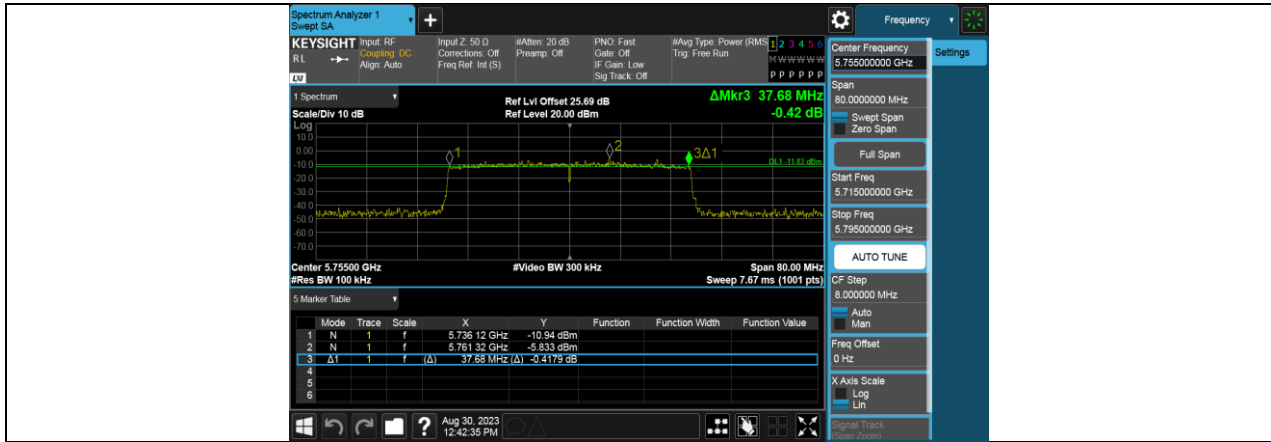 Spectrum Analyzer 1
Swept SA
Frequency
KEYSIGHT
RL
LXI
Input: RF
Coupling: DC
Align: Auto
Input Z: 50 Ω
Corrections: Off
Freq Ref: Int (S)
#Atten: 20 dB
Preamp: Off
PNO: Fast
Gate: Off
IF Gain: Low
Sig Track: Off
#Avg Type: Power (RMS
Trig: Free Run
1 2 3 4 5 6
M W W W W W
P P P P P P
1 Spectrum
Scale/Div 10 dB
Ref Lvl Offset 25.69 dB
Ref Level 20.00 dBm
ΔMkr3 37.68 MHz
-0.42 dB
Log
10.0
0.00
-10.0
-20.0
-30.0
-40.0
-50.0
-60.0
-70.0
1
2
3Δ1
DL1 -11.83 dBm
Center 5.75500 GHz
#Video BW 300 kHz
Span 80.00 MHz
#Res BW 100 kHz
Sweep 7.67 ms (1001 pts)
5 Marker Table
Mode Trace Scale X Y Function Function Width Function Value
1 N 1 f 5.736 12 GHz -10.94 dBm
2 N 1 f 5.761 32 GHz -5.833 dBm
3 Δ1 1 f (Δ) 37.68 MHz (Δ) -0.4179 dB
4
5
6
?
Aug 30, 2023
12:42:35 PM
Center Frequency
5.755000000 GHz
Settings
Span
80.0000000 MHz
Swept Span
Zero Span
Full Span
Start Freq
5.715000000 GHz
Stop Freq
5.795000000 GHz
AUTO TUNE
CF Step
8.000000 MHz
Auto
Man
Freq Offset
0 Hz
X Axis Scale
Log
Lin
Signal Track
(Span Zoom)